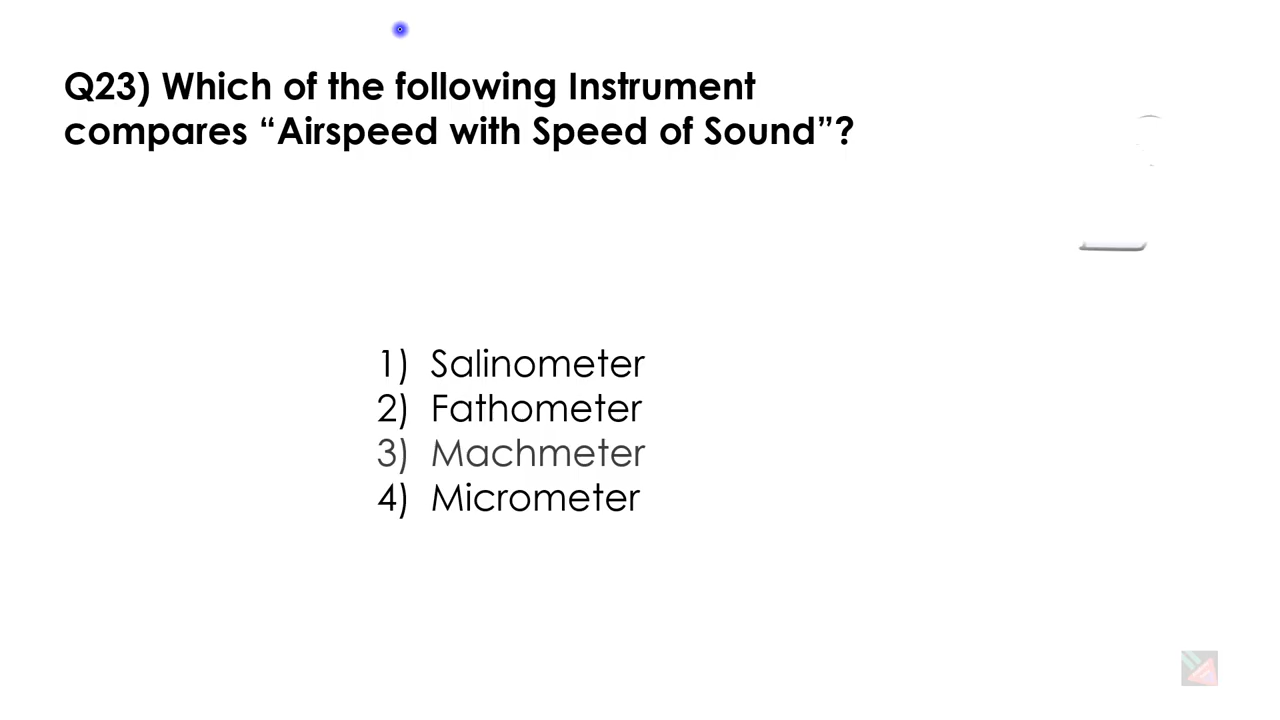 Q23) Which of the following Instrument
compares “Airspeed with Speed of Sound”?
1) Salinometer
2) Fathometer
3) Machmeter
4) Micrometer